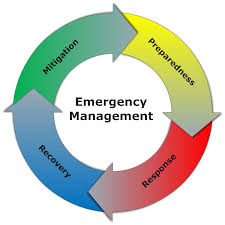 Mitigation
Preparedness
Emergency
Management
Recovery
Response